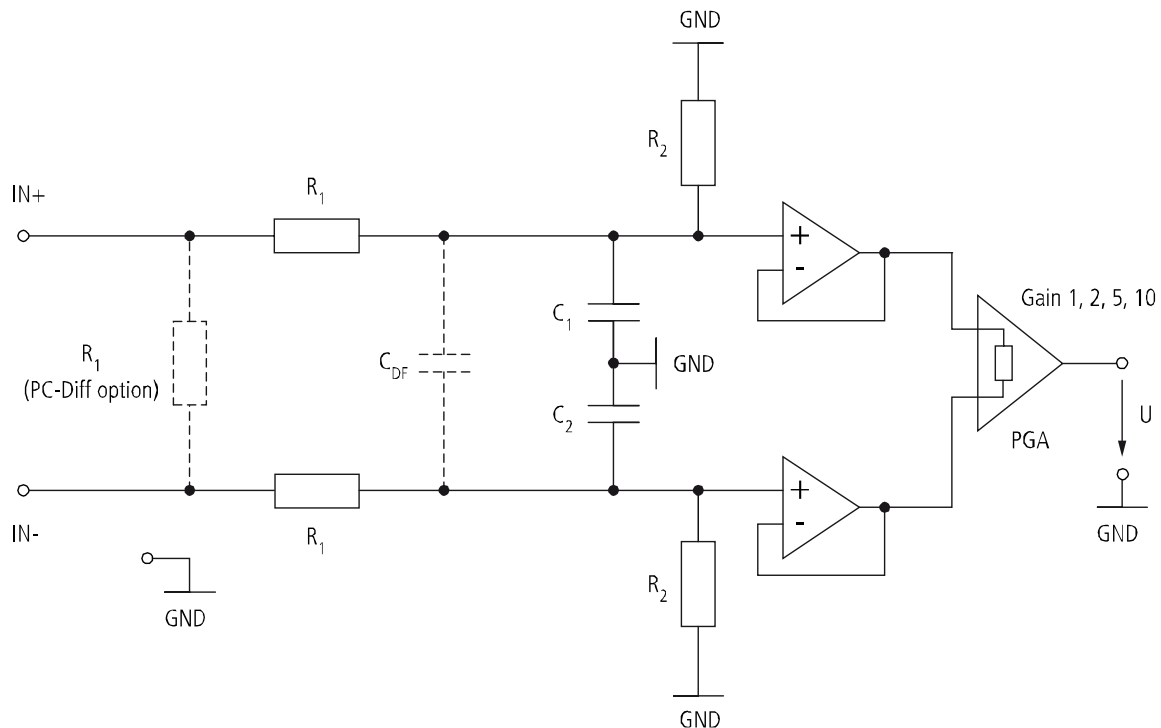 GND
R2
IN+
R1
+
-
Gain 1, 2, 5, 10
C1
R1
(PC-Diff option)
CDF
GND
C2
U
PGA
+
-
IN-
R1
GND
R2
GND
GND